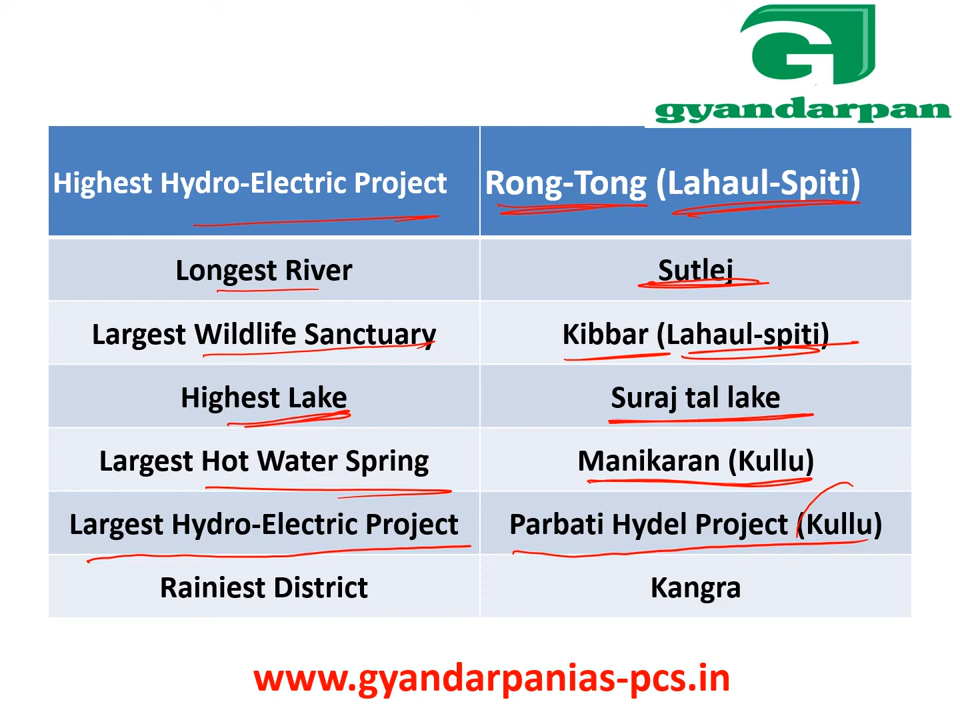 gyandarpan
Highest Hydro-Electric Project Rong-Tong (Lahaul-Spiti)
Longest River Sutlej
Largest Wildlife Sanctuary Kibbar (Lahaul-spiti)
Highest Lake Suraj tal lake
Largest Hot Water Spring Manikaran (Kullu)
Largest Hydro-Electric Project Parbati Hydel Project (Kullu)
Rainiest District Kangra
www.gyandarpanias-pcs.in